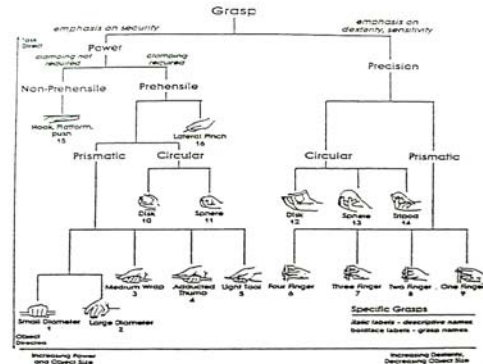 Grasp
emphasis on security
emphasis on
dexterity, sensitivity
Task
Direct
Power
clamping not
required
clamping
required
Precision
Non-Prehensile
Prehensile
Hook, Platform,
push
15
Lateral Pinch
16
Prismatic
Circular
Circular
Prismatic
Disk
10
Sphere
11
Disk
12
Sphere
13
Tripod
14
Medium Wrap
3
Adducted
Thumb
4
Light Tool
5
Four Finger
6
Three Finger
7
Two Finger
8
One Finger
9
Small Diameter
1
Large Diameter
2
Specific Grasps
italic labels - descriptive names
boldface labels - grasp names
Object
Directed
Increasing Power
and Object Size
Increasing Dexterity,
Decreasing Object Size